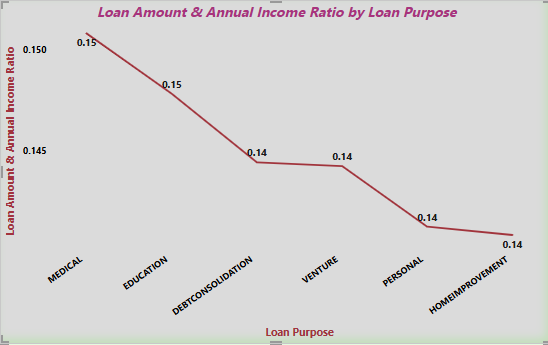 Loan Amount & Annual Income Ratio by Loan Purpose
Loan Amount & Annual Income Ratio
0.150
0.145
0.15
0.15
0.14
0.14
0.14
0.14
MEDICAL
EDUCATION
DEBTCONSOLIDATION
VENTURE
PERSONAL
HOMEIMPROVEMENT
Loan Purpose